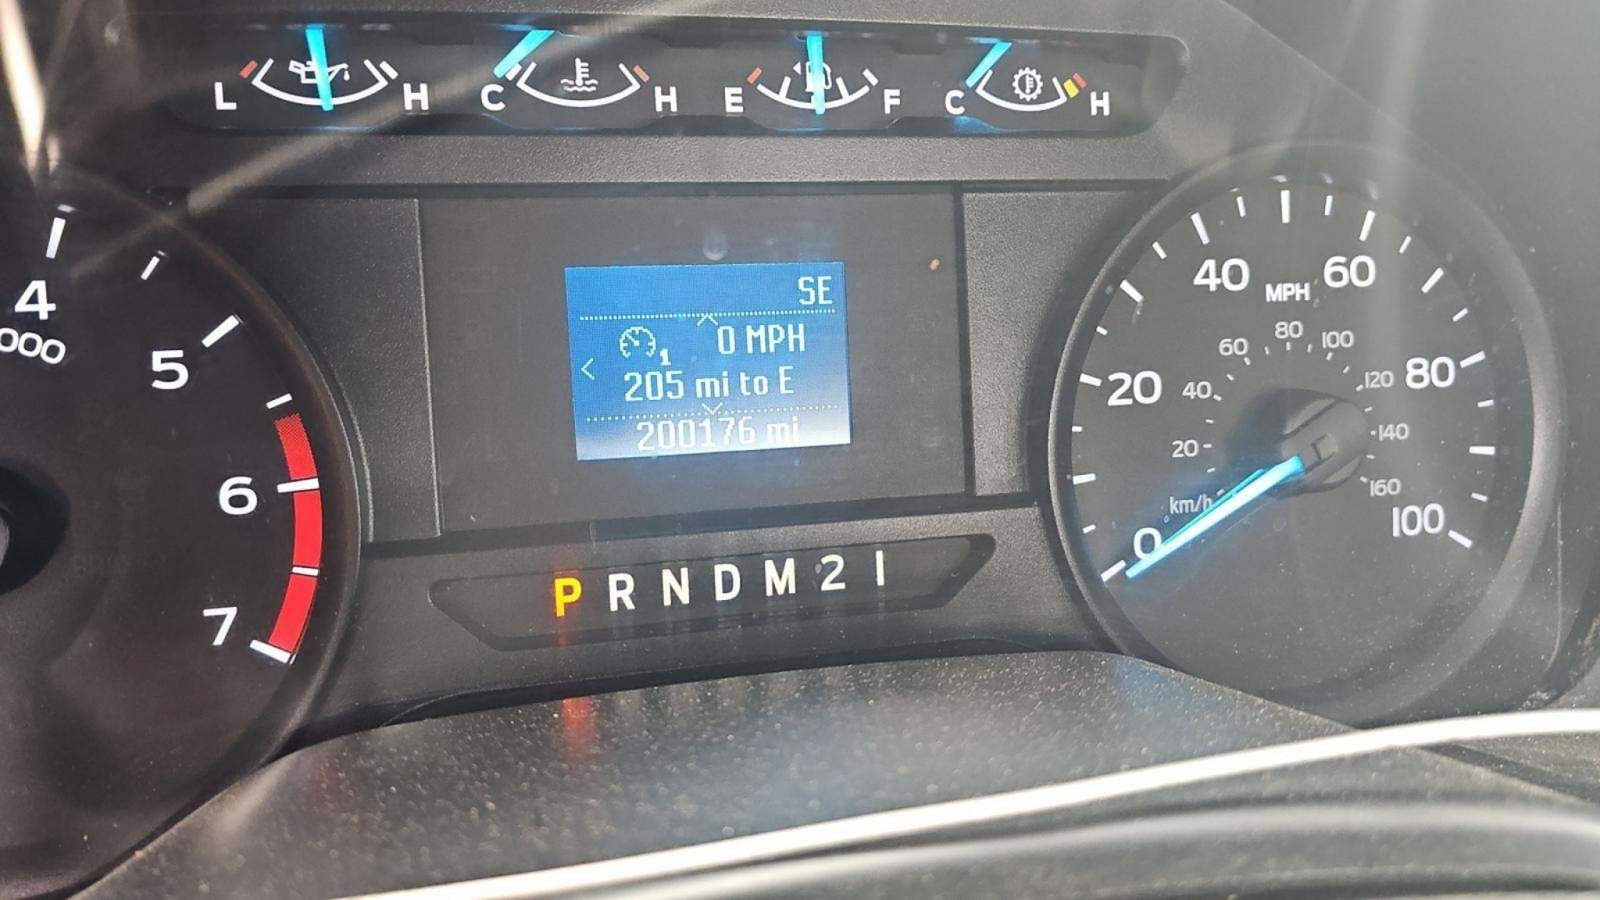 L H C H E F C H
4
000
5
6
7
SE
1 0 MPH
205 mi to E
200176 mi
P R N D M 2 1
0 20 40 60 80 100
MPH
km/h 20 40 60 80 100 120 140 160